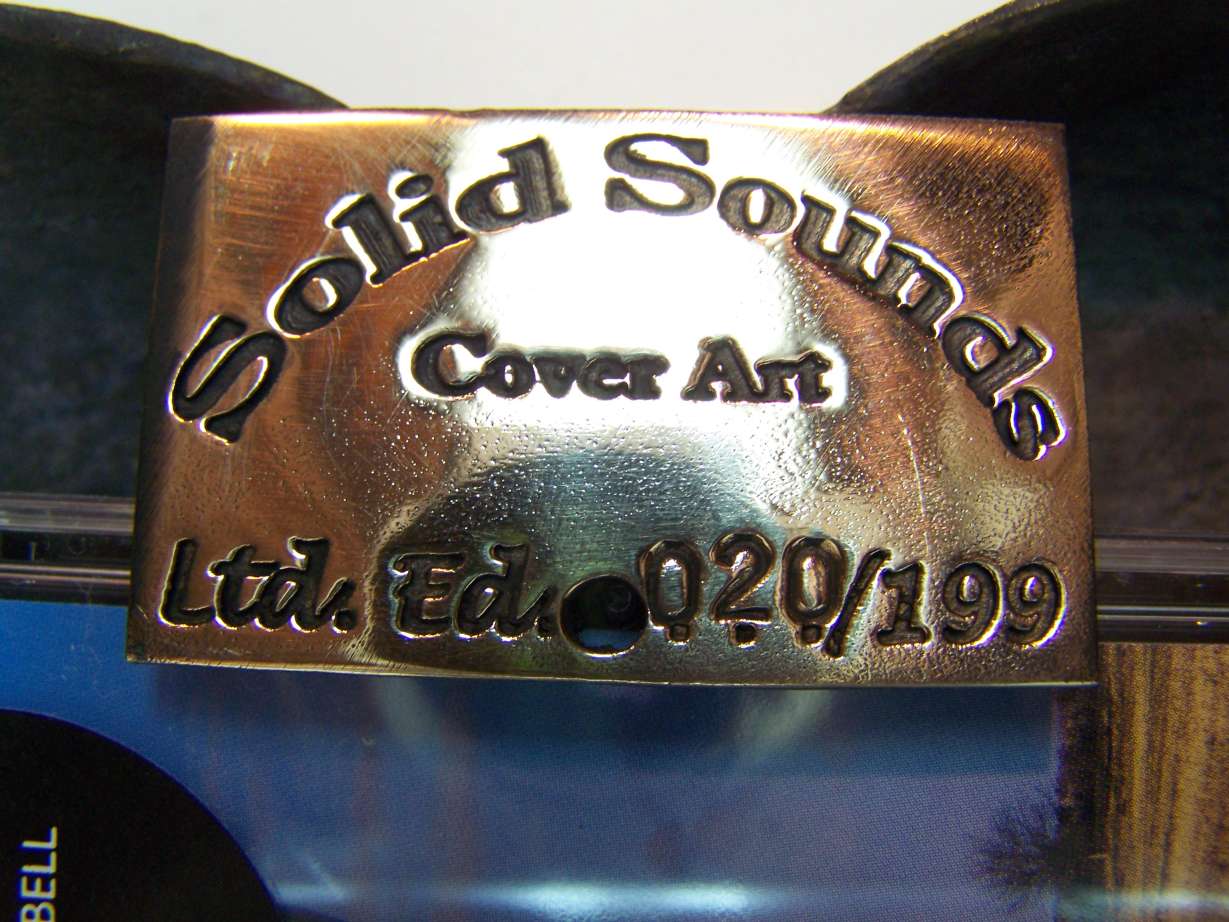 Solid Sounds
Cover Art
Ltd. Ed. 020/199
BELL